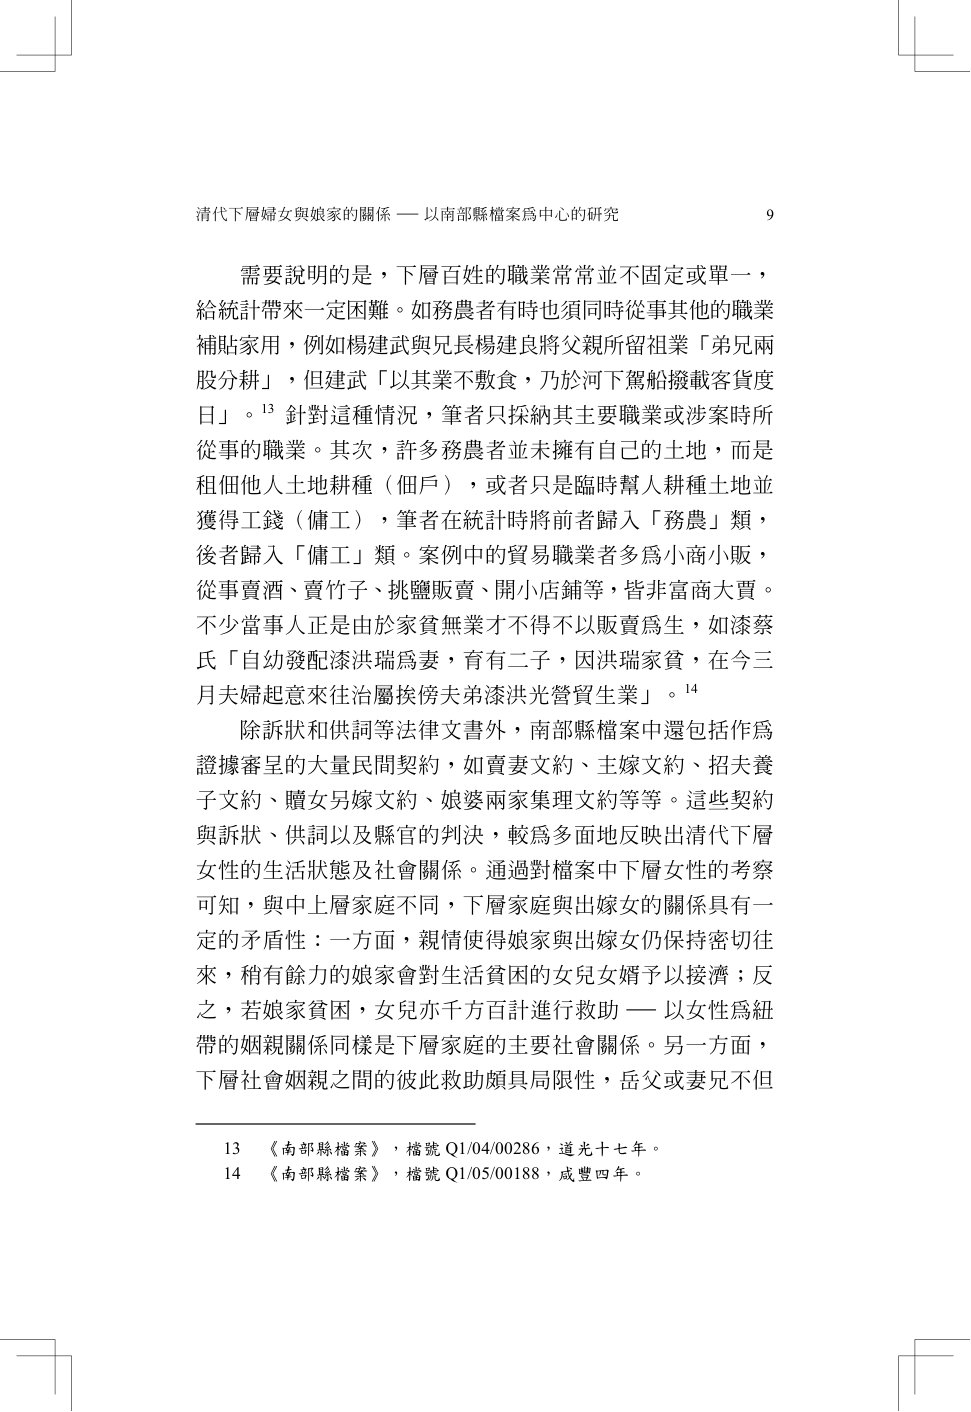 清代下層婦女與娘家的關係 — 以南部縣檔案爲中心的研究 9
需要說明的是，下層百姓的職業常常並不固定或單一，
給統計帶來一定困難。如務農者有時也須同時從事其他的職業
補貼家用，例如楊建武與兄長楊建良將父親所留祖業「弟兄兩
股分耕」，但建武「以其業不敷食，乃於河下駕船撥載客貨度
日」。13 針對這種情況，筆者只採納其主要職業或涉案時所
從事的職業。其次，許多務農者並未擁有自己的土地，而是
租佃他人土地耕種（佃戶），或者只是臨時幫人耕種土地並
獲得工錢（傭工），筆者在統計時將前者歸入「務農」類，
後者歸入「傭工」類。案例中的貿易職業者多爲小商小販，
從事賣酒、賣竹子、挑鹽販賣、開小店鋪等，皆非富商大賈。
不少當事人正是由於家貧無業才不得不以販賣爲生，如漆蔡
氏「自幼發配漆洪瑞爲妻，育有二子，因洪瑞家貧，在今三
月夫婦起意來往治屬挨傍夫弟漆洪光營貿生業」。14
除訴狀和供詞等法律文書外，南部縣檔案中還包括作爲
證據審呈的大量民間契約，如賣妻文約、主嫁文約、招夫養
子文約、贖女另嫁文約、娘婆兩家集理文約等等。這些契約
與訴狀、供詞以及縣官的判決，較爲多面地反映出清代下層
女性的生活狀態及社會關係。通過對檔案中下層女性的考察
可知，與中上層家庭不同，下層家庭與出嫁女的關係具有一
定的矛盾性：一方面，親情使得娘家與出嫁女仍保持密切往
來，稍有餘力的娘家會對生活貧困的女兒女婿予以接濟；反
之，若娘家貧困，女兒亦千方百計進行救助 — 以女性爲紐
帶的姻親關係同樣是下層家庭的主要社會關係。另一方面，
下層社會姻親之間的彼此救助頗具局限性，岳父或妻兄不但
13 《南部縣檔案》，檔號 Q1/04/00286，道光十七年。
14 《南部縣檔案》，檔號 Q1/05/00188，咸豐四年。